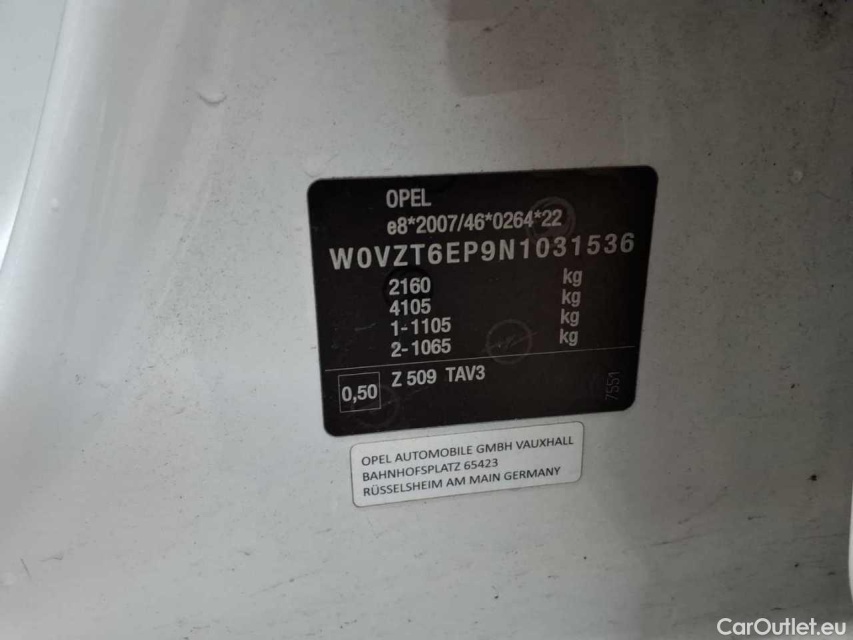 OPEL
e8*2007/46*0264*22
W0VZT6EP9N1031536
2160 kg
4105 kg
1-1105 kg
2-1065 kg
0,50 Z 509 TAV3
7551
OPEL AUTOMOBILE GMBH VAUXHALL
BAHNHOFSPLATZ 65423
RÜSSELSHEIM AM MAIN GERMANY
CarOutlet.eu